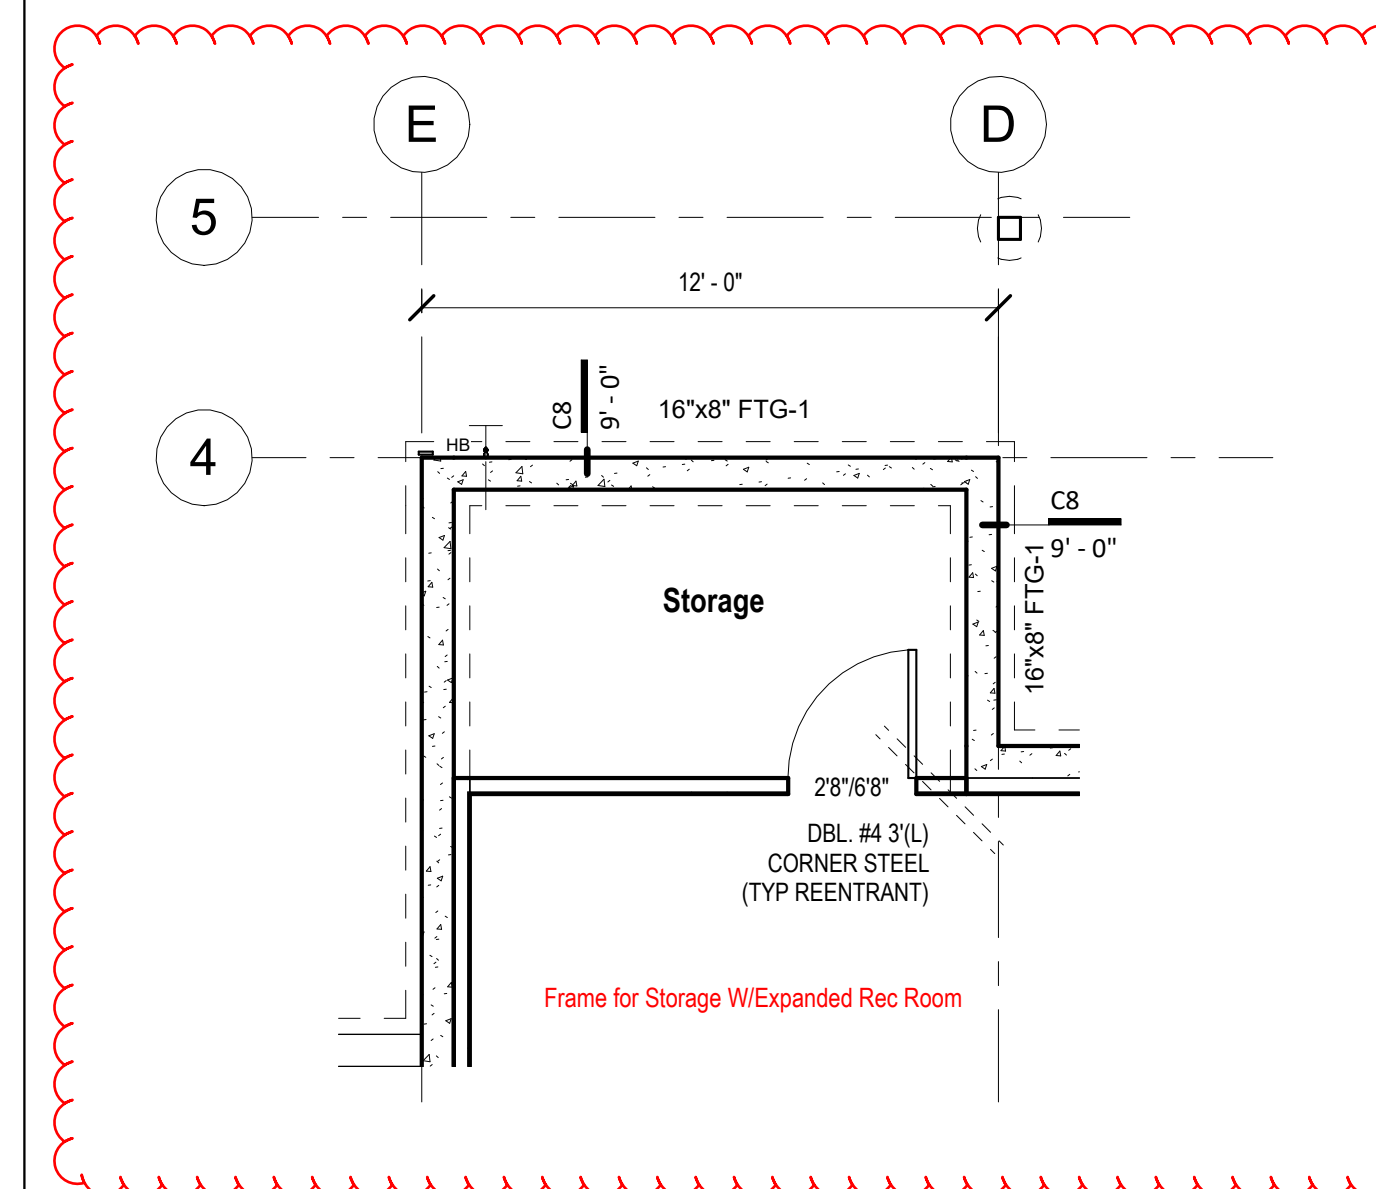 E
D
5
12' - 0"
C8
9' - 0"
16"x8" FTG-1
4
HB
C8
9' - 0"
16"x8" FTG-1
Storage
2'8"/6'8"
DBL. #4 3'(L)
CORNER STEEL
(TYP REENTRANT)
Frame for Storage W/Expanded Rec Room